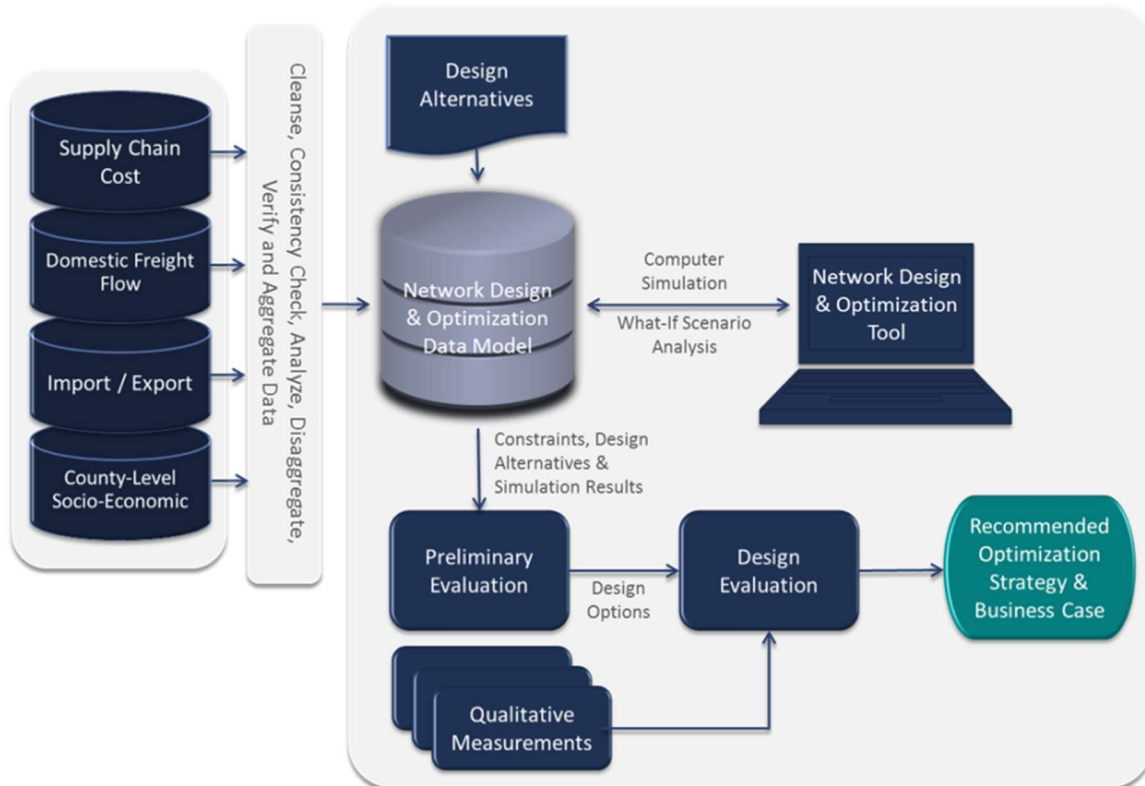 Supply Chain
Cost
Domestic Freight
Flow
Import / Export
County-Level
Socio-Economic
Cleanse, Consistency Check, Analyze, Disaggregate,
Verify and Aggregate Data
Design
Alternatives
Network Design
& Optimization
Data Model
Computer
Simulation
What-If Scenario
Analysis
Network Design
& Optimization
Tool
Constraints, Design
Alternatives &
Simulation Results
Preliminary
Evaluation
Design
Options
Design
Evaluation
Recommended
Optimization
Strategy &
Business Case
Qualitative
Measurements